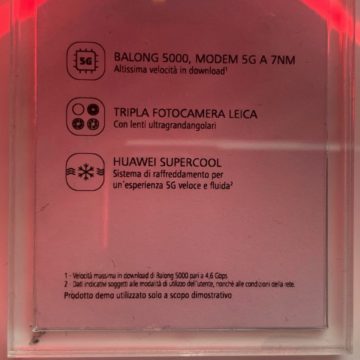 5G
BALONG 5000, MODEM 5G A 7NM
Altissima velocità in download¹
TRIPLA FOTOCAMERA LEICA
Con lenti ultragrandangolari
HUAWEI SUPERCOOL
Sistema di raffreddamento per
un'esperienza 5G veloce e fluida²
1 - Velocità massima in download di Balong 5000 pari a 4,6 Gbps
2 - Dati indicativi soggetti alle modalità di utilizzo dell'utente, nonché alle condizioni della rete.
Prodotto demo utilizzato solo a scopo dimostrativo